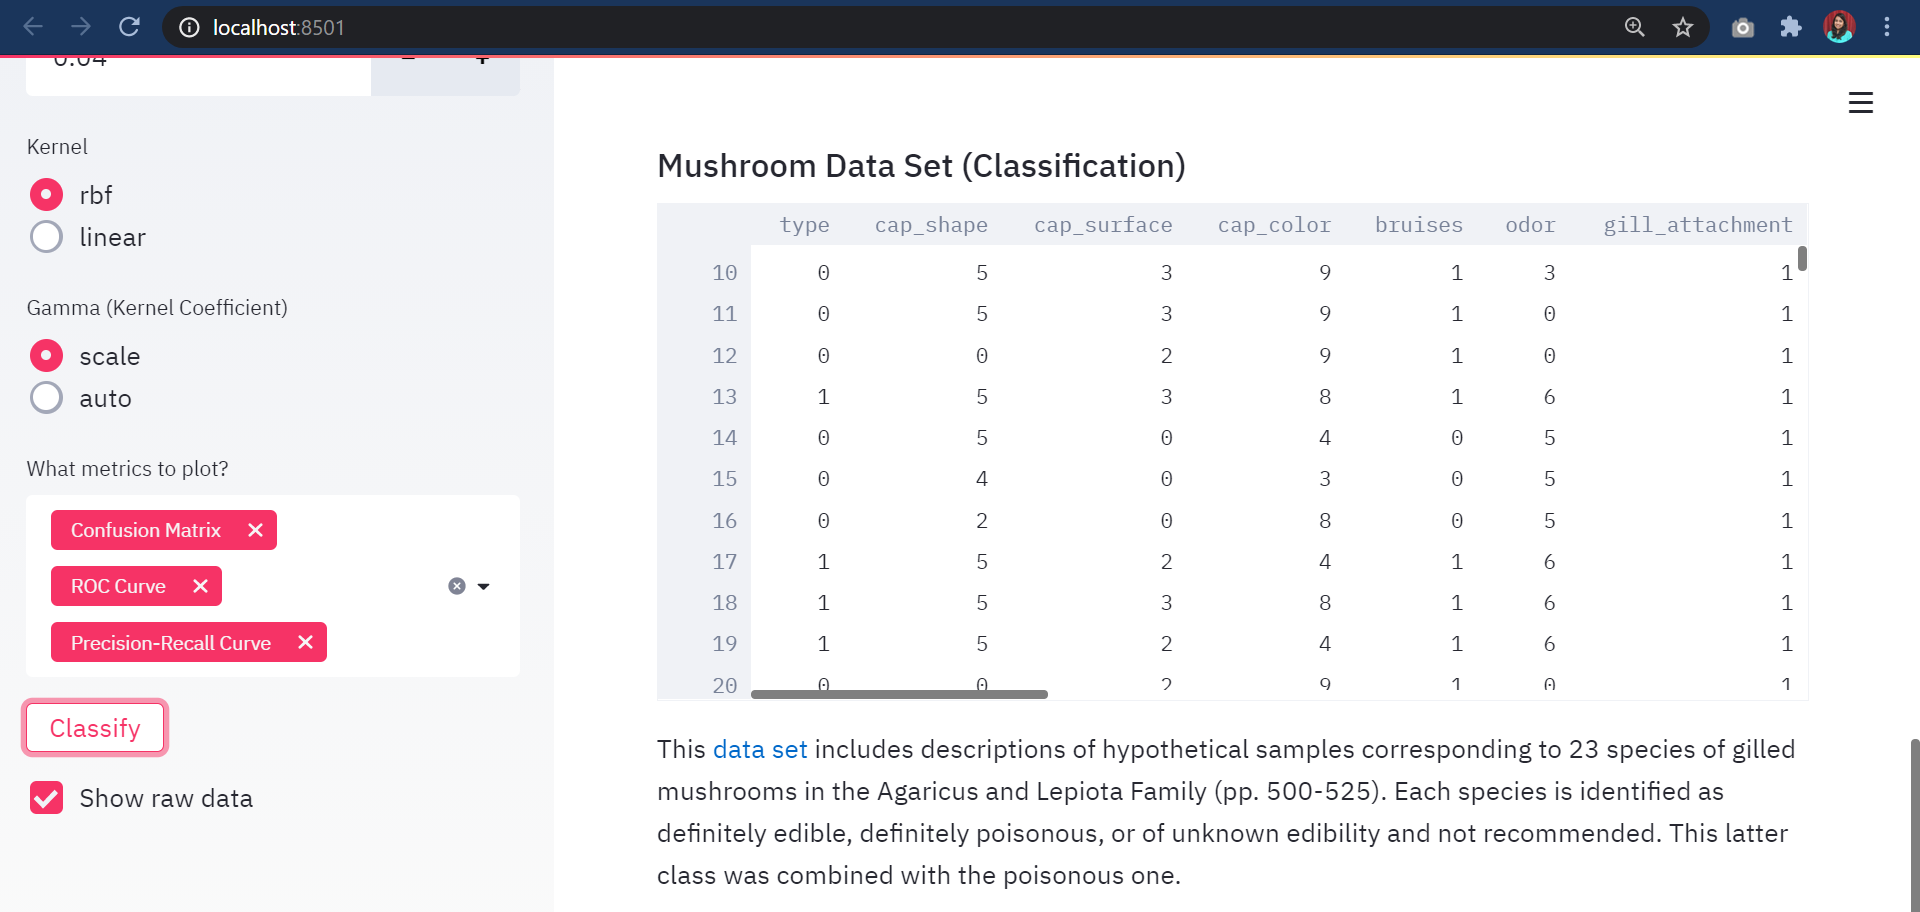 localhost:8501
0.04
Kernel
rbf
linear
Gamma (Kernel Coefficient)
scale
auto
What metrics to plot?
Confusion Matrix
ROC Curve
Precision-Recall Curve
Classify
Show raw data
Mushroom Data Set (Classification)
type cap_shape cap_surface cap_color bruises odor gill_attachment
10 0 5 3 9 1 3 1
11 0 5 3 9 1 0 1
12 0 0 2 9 1 0 1
13 1 5 3 8 1 6 1
14 0 5 0 4 0 5 1
15 0 4 0 3 0 5 1
16 0 2 0 8 0 5 1
17 1 5 2 4 1 6 1
18 1 5 3 8 1 6 1
19 1 5 2 4 1 6 1
20 0 0 2 9 1 0 1
This data set includes descriptions of hypothetical samples corresponding to 23 species of gilled
mushrooms in the Agaricus and Lepiota Family (pp. 500-525). Each species is identified as
definitely edible, definitely poisonous, or of unknown edibility and not recommended. This latter
class was combined with the poisonous one.